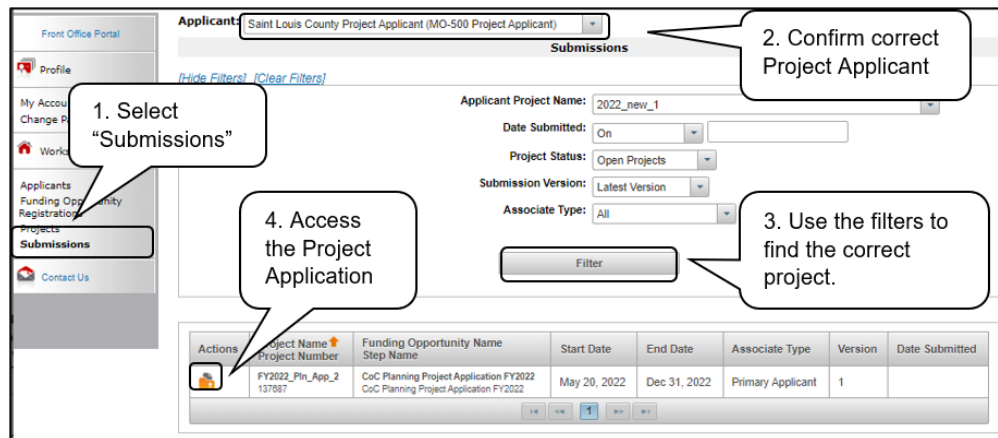 Front Office Portal
Profile
My Accou
Change P
Works
Applicants
Funding Opp unity
Registration
Projects
Submissions
Contact Us
1. Select
“Submissions”
Applicant: Saint Louis County Project Applicant (MO-500 Project Applicant)
Submissions
2. Confirm correct
Project Applicant
[Hide Filters] [Clear Filters]
Applicant Project Name: 2022_new_1
Date Submitted: On
Project Status: Open Projects
Submission Version: Latest Version
Associate Type: All
Filter
3. Use the filters to
find the correct
project.
4. Access
the Project
Application
Actions Project Name Funding Opportunity Name Start Date End Date Associate Type Version Date Submitted
Project Number Step Name
FY2022_Pln_App_2 CoC Planning Project Application FY2022 May 20, 2022 Dec 31, 2022 Primary Applicant 1
137687 CoC Planning Project Application FY2022
1